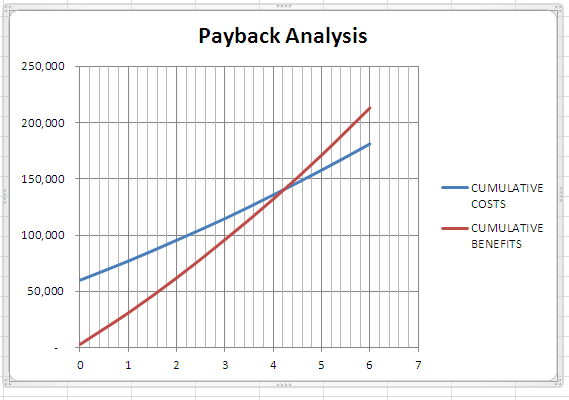 Payback Analysis
250,000
200,000
150,000
100,000
50,000
-
0 1 2 3 4 5 6 7
CUMULATIVE
COSTS
CUMULATIVE
BENEFITS